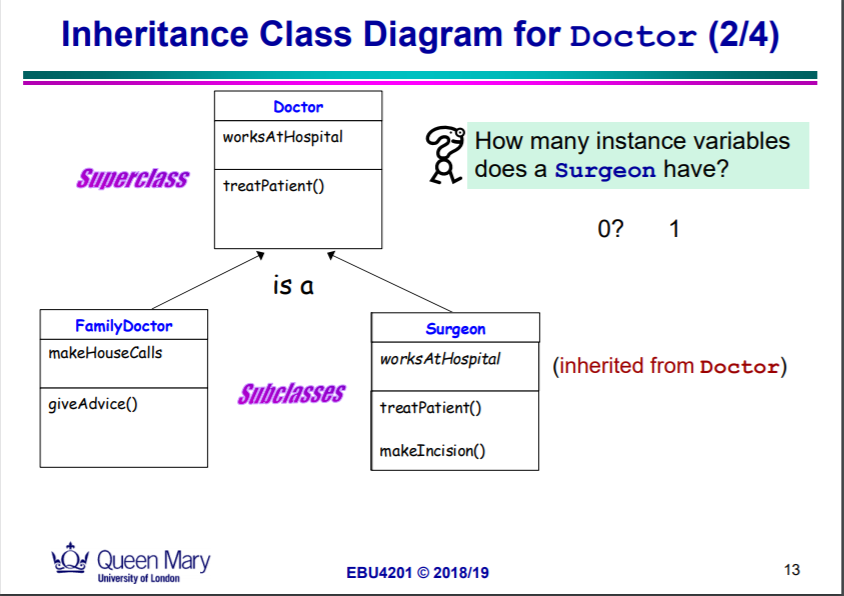 Inheritance Class Diagram for Doctor (2/4)
Doctor
worksAtHospital
treatPatient()
Superclass
How many instance variables
does a Surgeon have?
0? 1
is a
FamilyDoctor
makeHouseCalls
giveAdvice()
Subclasses
Surgeon
worksAtHospital
(inherited from Doctor)
treatPatient()
makeIncision()
Queen Mary
University of London
EBU4201 © 2018/19
13